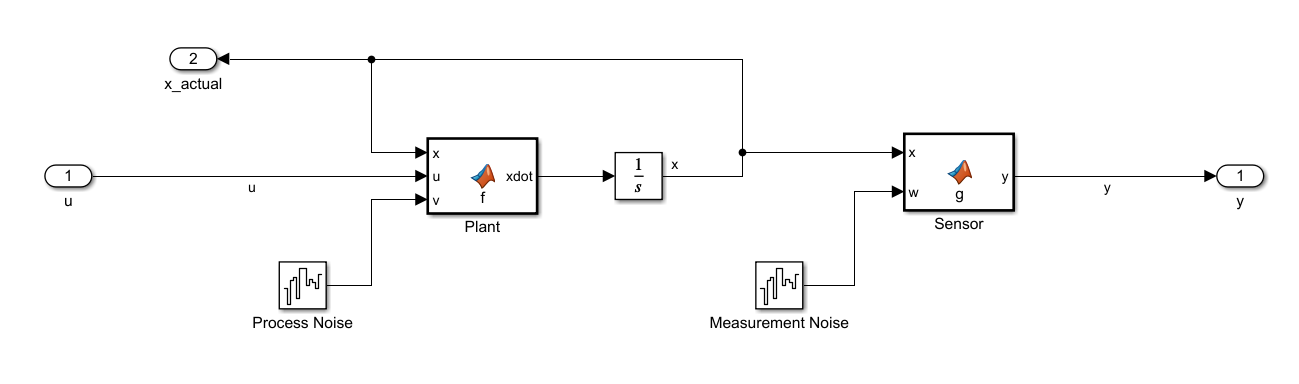 2
x_actual
x
u
v
xdot
f
Plant
1
u
u
1
s
x
x
w
y
g
Sensor
y
1
y
Process Noise
Measurement Noise